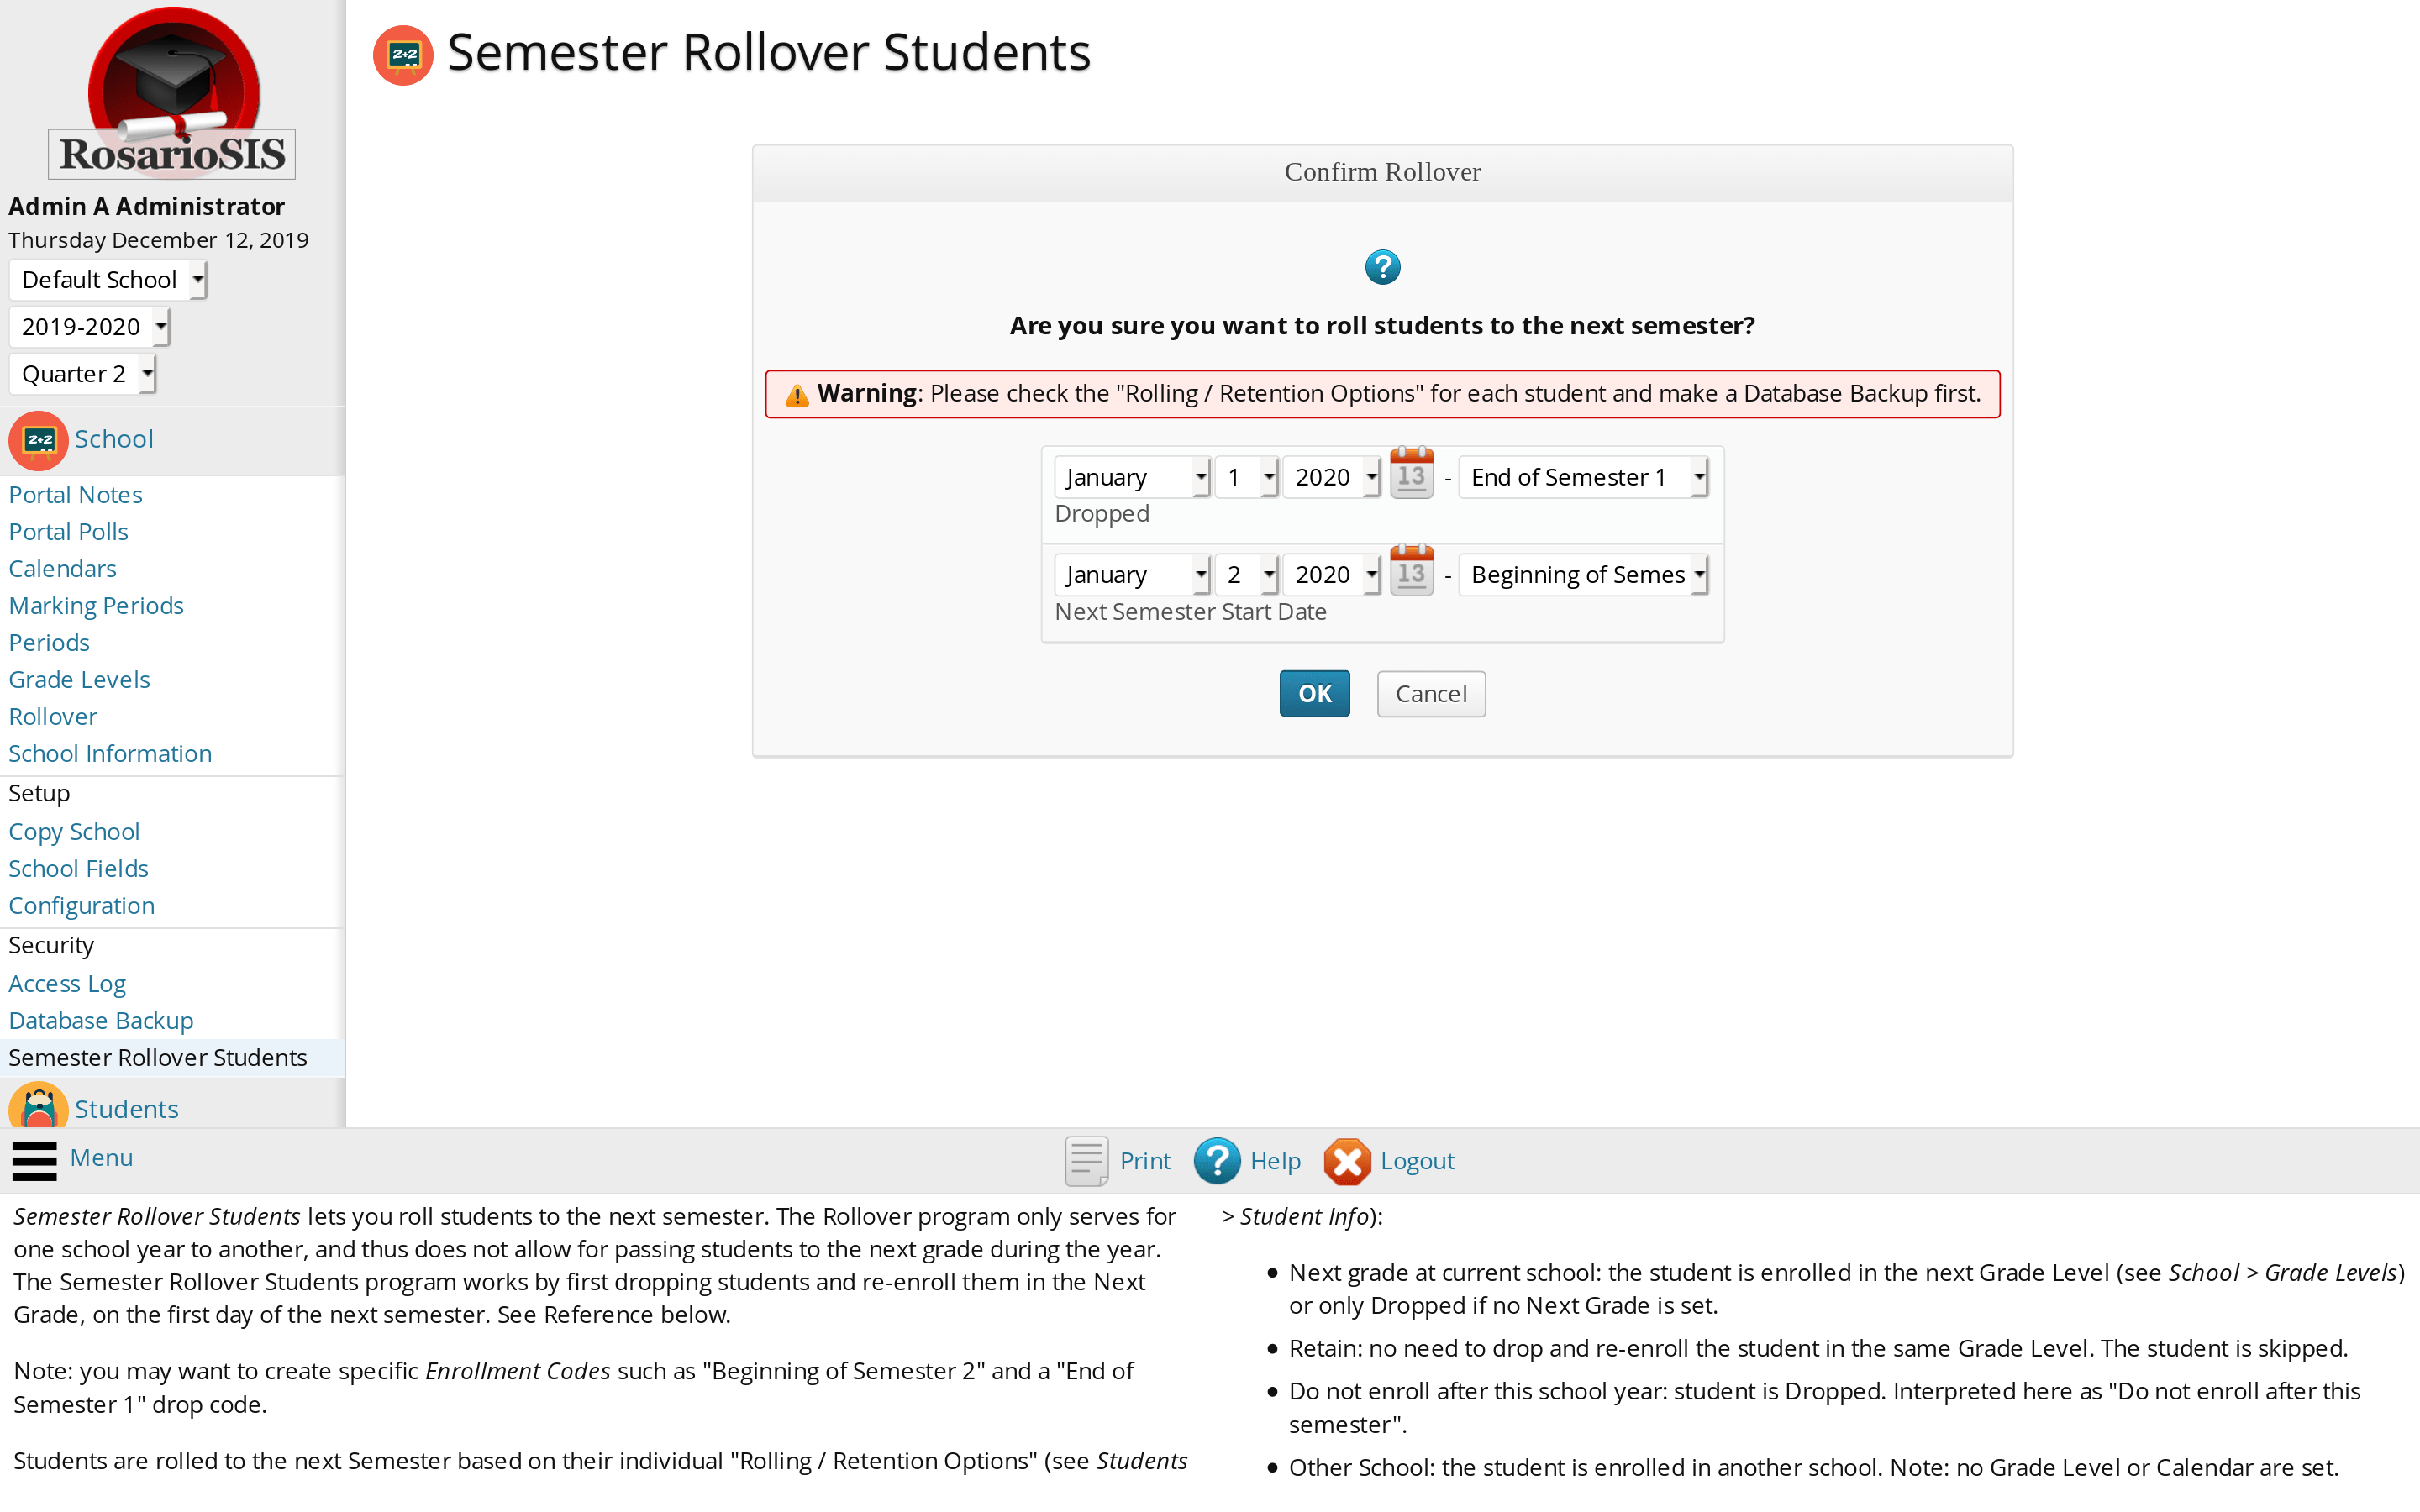 RosarioSIS
Admin A Administrator
Thursday December 12, 2019
Default School
2019-2020
Quarter 2
2+2
School
Portal Notes
Portal Polls
Calendars
Marking Periods
Periods
Grade Levels
Rollover
School Information
Setup
Copy School
School Fields
Configuration
Security
Access Log
Database Backup
Semester Rollover Students
Students
2+2
Semester Rollover Students
Confirm Rollover
?
Are you sure you want to roll students to the next semester?
Warning: Please check the "Rolling / Retention Options" for each student and make a Database Backup first.
January 1 2020 13 - End of Semester 1
Dropped
January 2 2020 13 - Beginning of Semes
Next Semester Start Date
OK Cancel
Menu Print ? Help Logout
Semester Rollover Students lets you roll students to the next semester. The Rollover program only serves for
one school year to another, and thus does not allow for passing students to the next grade during the year.
The Semester Rollover Students program works by first dropping students and re-enroll them in the Next
Grade, on the first day of the next semester. See Reference below.
Note: you may want to create specific Enrollment Codes such as "Beginning of Semester 2" and a "End of
Semester 1" drop code.
Students are rolled to the next Semester based on their individual "Rolling / Retention Options" (see Students
> Student Info):
• Next grade at current school: the student is enrolled in the next Grade Level (see School > Grade Levels)
or only Dropped if no Next Grade is set.
• Retain: no need to drop and re-enroll the student in the same Grade Level. The student is skipped.
• Do not enroll after this school year: student is Dropped. Interpreted here as "Do not enroll after this
semester".
• Other School: the student is enrolled in another school. Note: no Grade Level or Calendar are set.